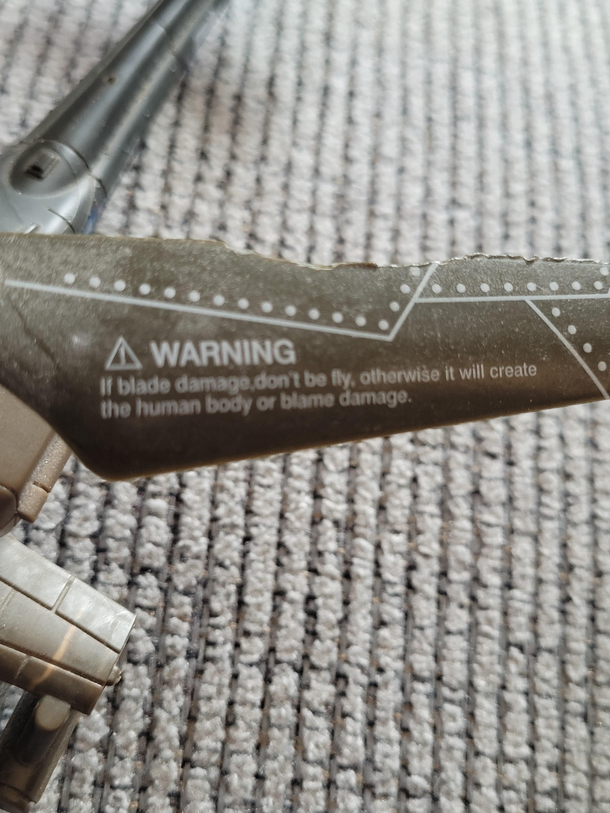 WARNING
If blade damage,don't be fly, otherwise it will create
the human body or blame damage.